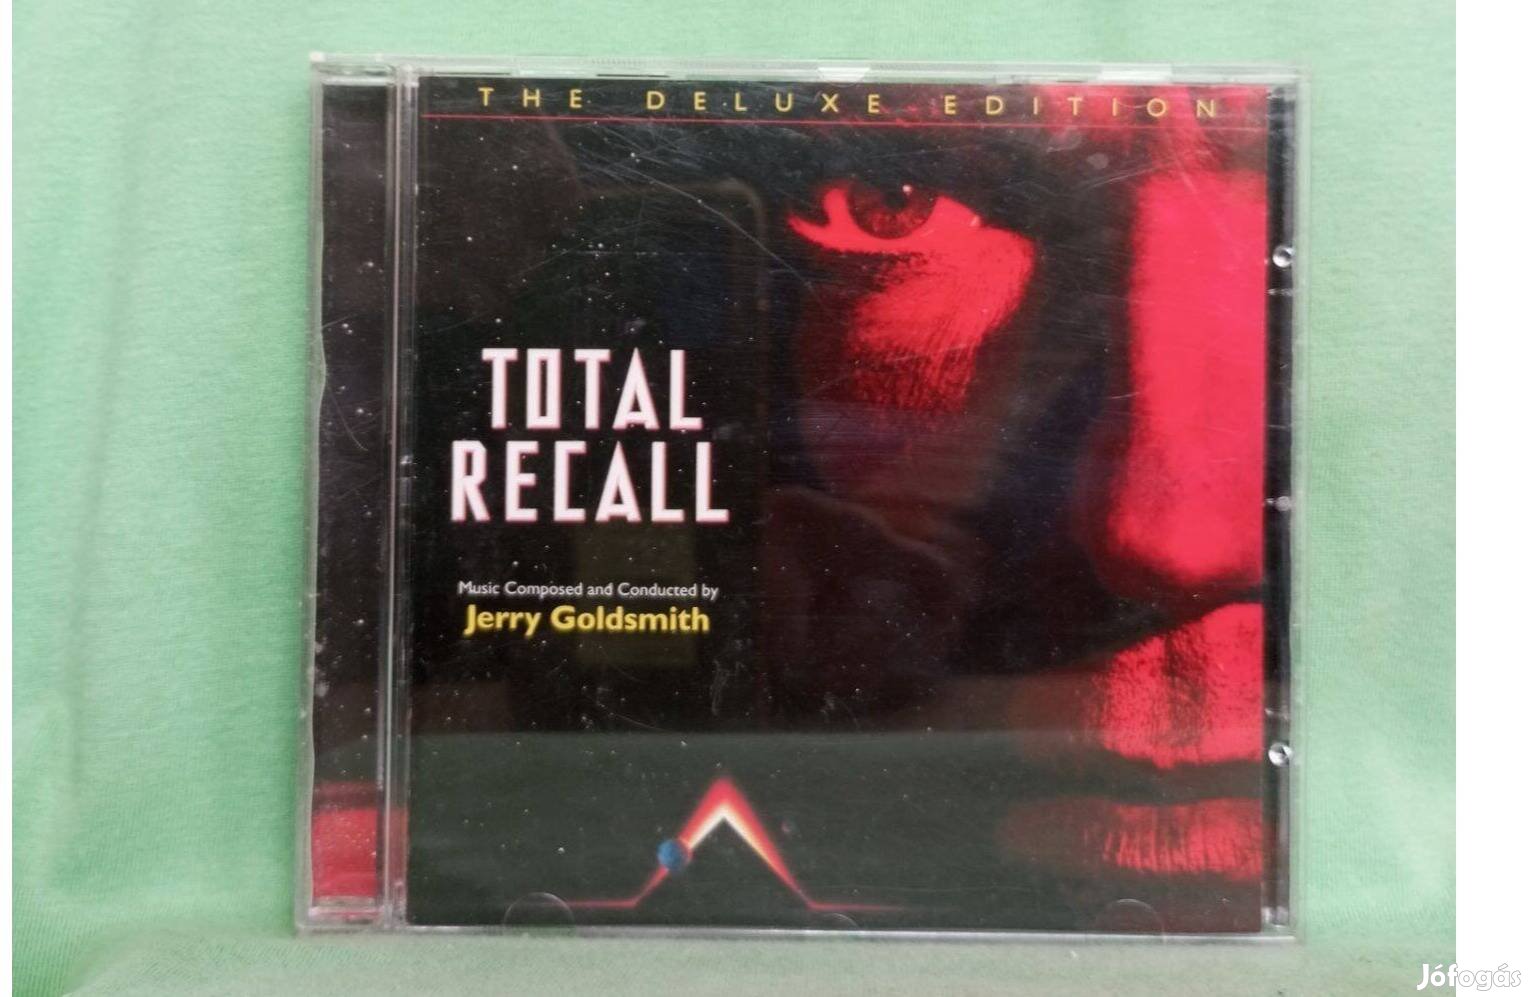 THE DELUXE EDITION
TOTAL
RECALL
Music Composed and Conducted by
Jerry Goldsmith
Jófogás